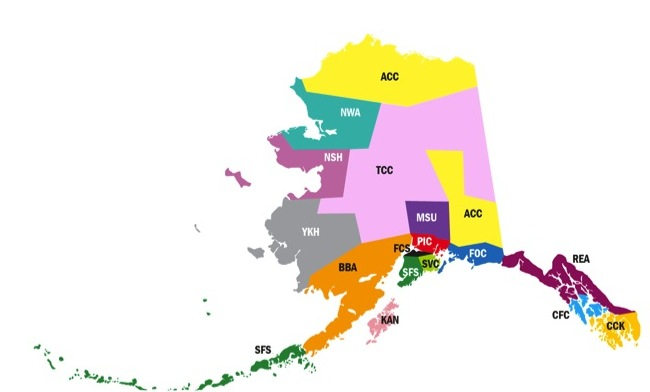 ACC
NWA
NSH
TCC
MSU
ACC
YKH
PIC
FCS
FOC
SVC
REA
BBA
SFS
CFC
KAN
CCK
SFS